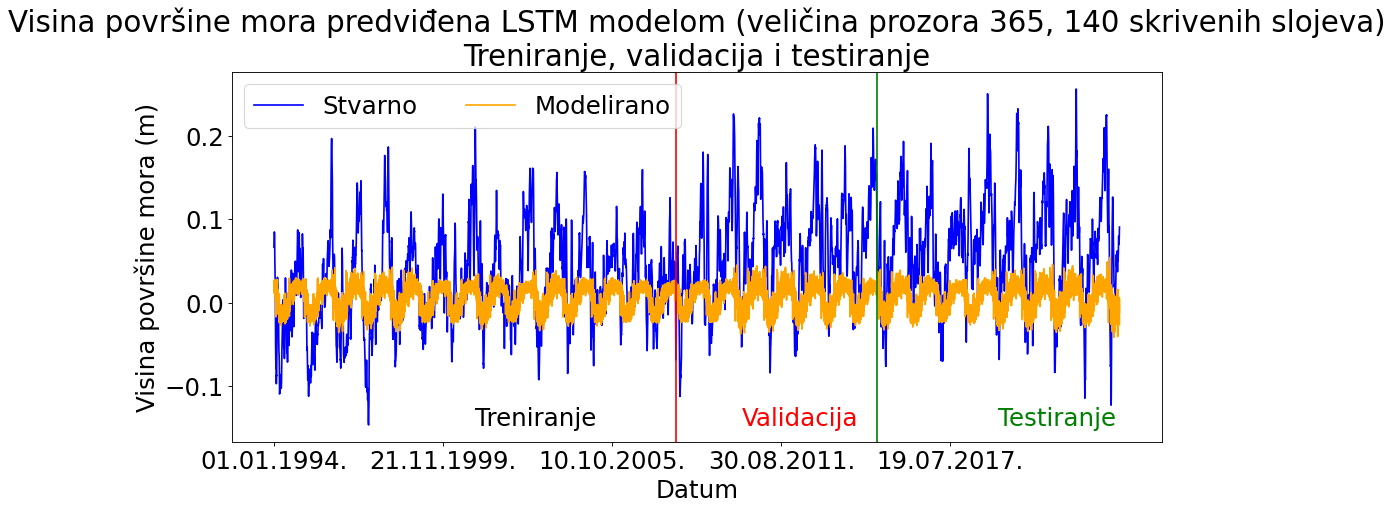 Visina površine mora predviđena LSTM modelom (veličina prozora 365, 140 skrivenih slojeva)
Treniranje, validacija i testiranje
Stvarno Modelirano
Visina površine mora (m)
0.2
0.1
0.0
−0.1
Treniranje Validacija Testiranje
01.01.1994. 21.11.1999. 10.10.2005. 30.08.2011. 19.07.2017.
Datum